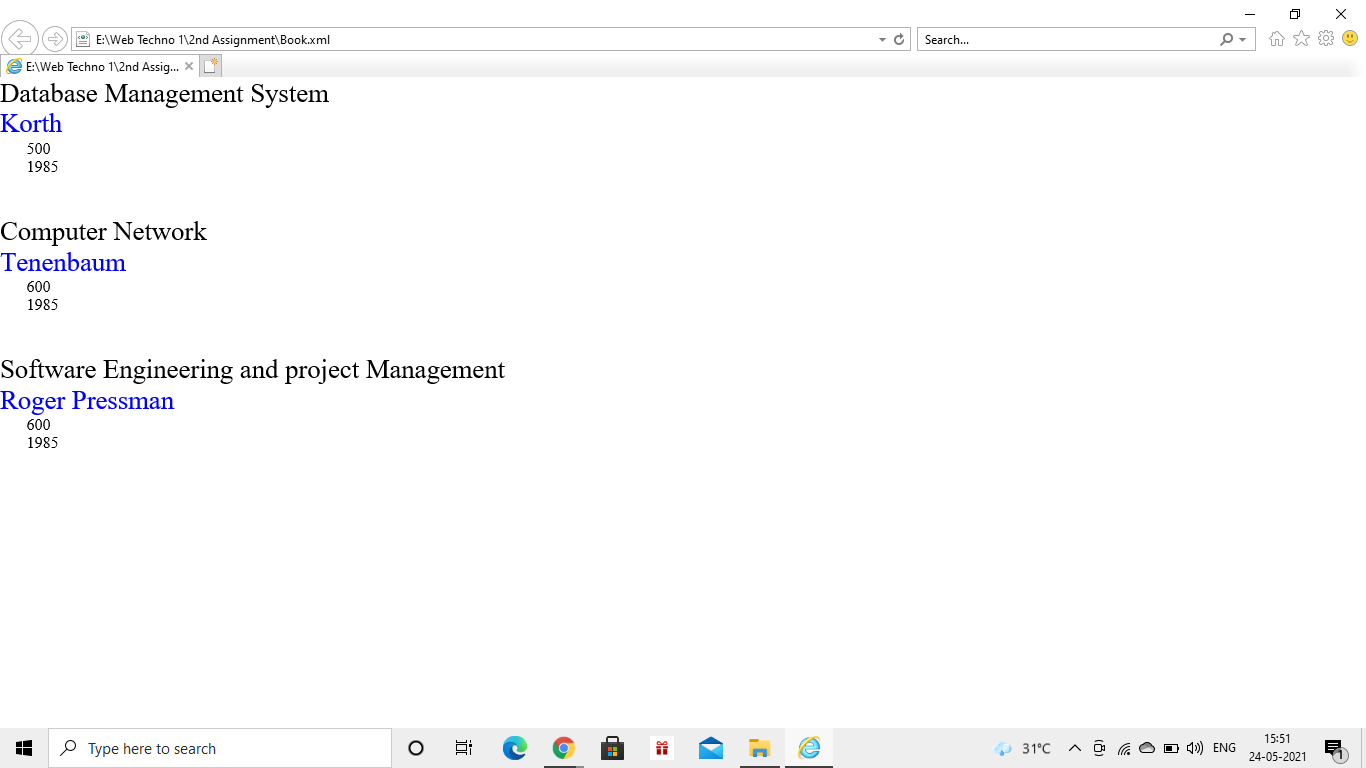 E:\Web Techno 1\2nd Assignment\Book.xml
Search...
E:\Web Techno 1\2nd Assig...
Database Management System
Korth
500
1985
Computer Network
Tenenbaum
600
1985
Software Engineering and project Management
Roger Pressman
600
1985
Type here to search
31°C
ENG
15:51
24-05-2021
1